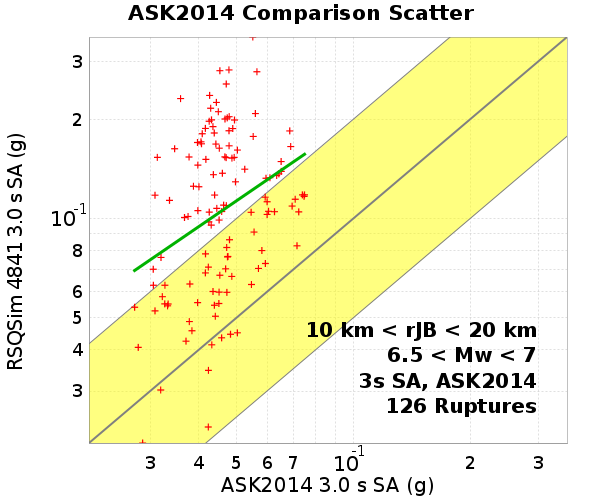 ASK2014 Comparison Scatter
RSQSim 4841 3.0 s SA (g)
3
2
10^-1
8
6
5
4
3
10 km < rJB < 20 km
6.5 < Mw < 7
3s SA, ASK2014
126 Ruptures
3 4 5 6 7 10^-1 2 3
ASK2014 3.0 s SA (g)